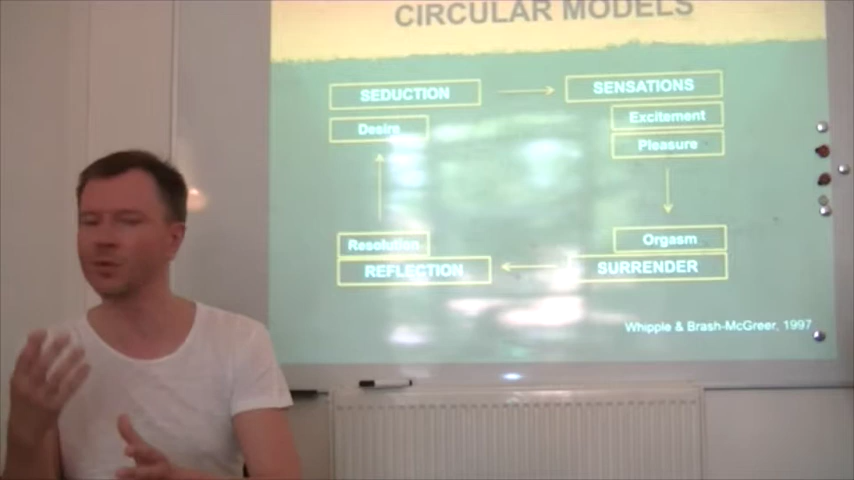 CIRCULAR MODELS
SEDUCTION
SENSATIONS
Desire
Excitement
Pleasure
Resolution
Orgasm
REFLECTION
SURRENDER
Whipple & Brash-McGreer, 1997